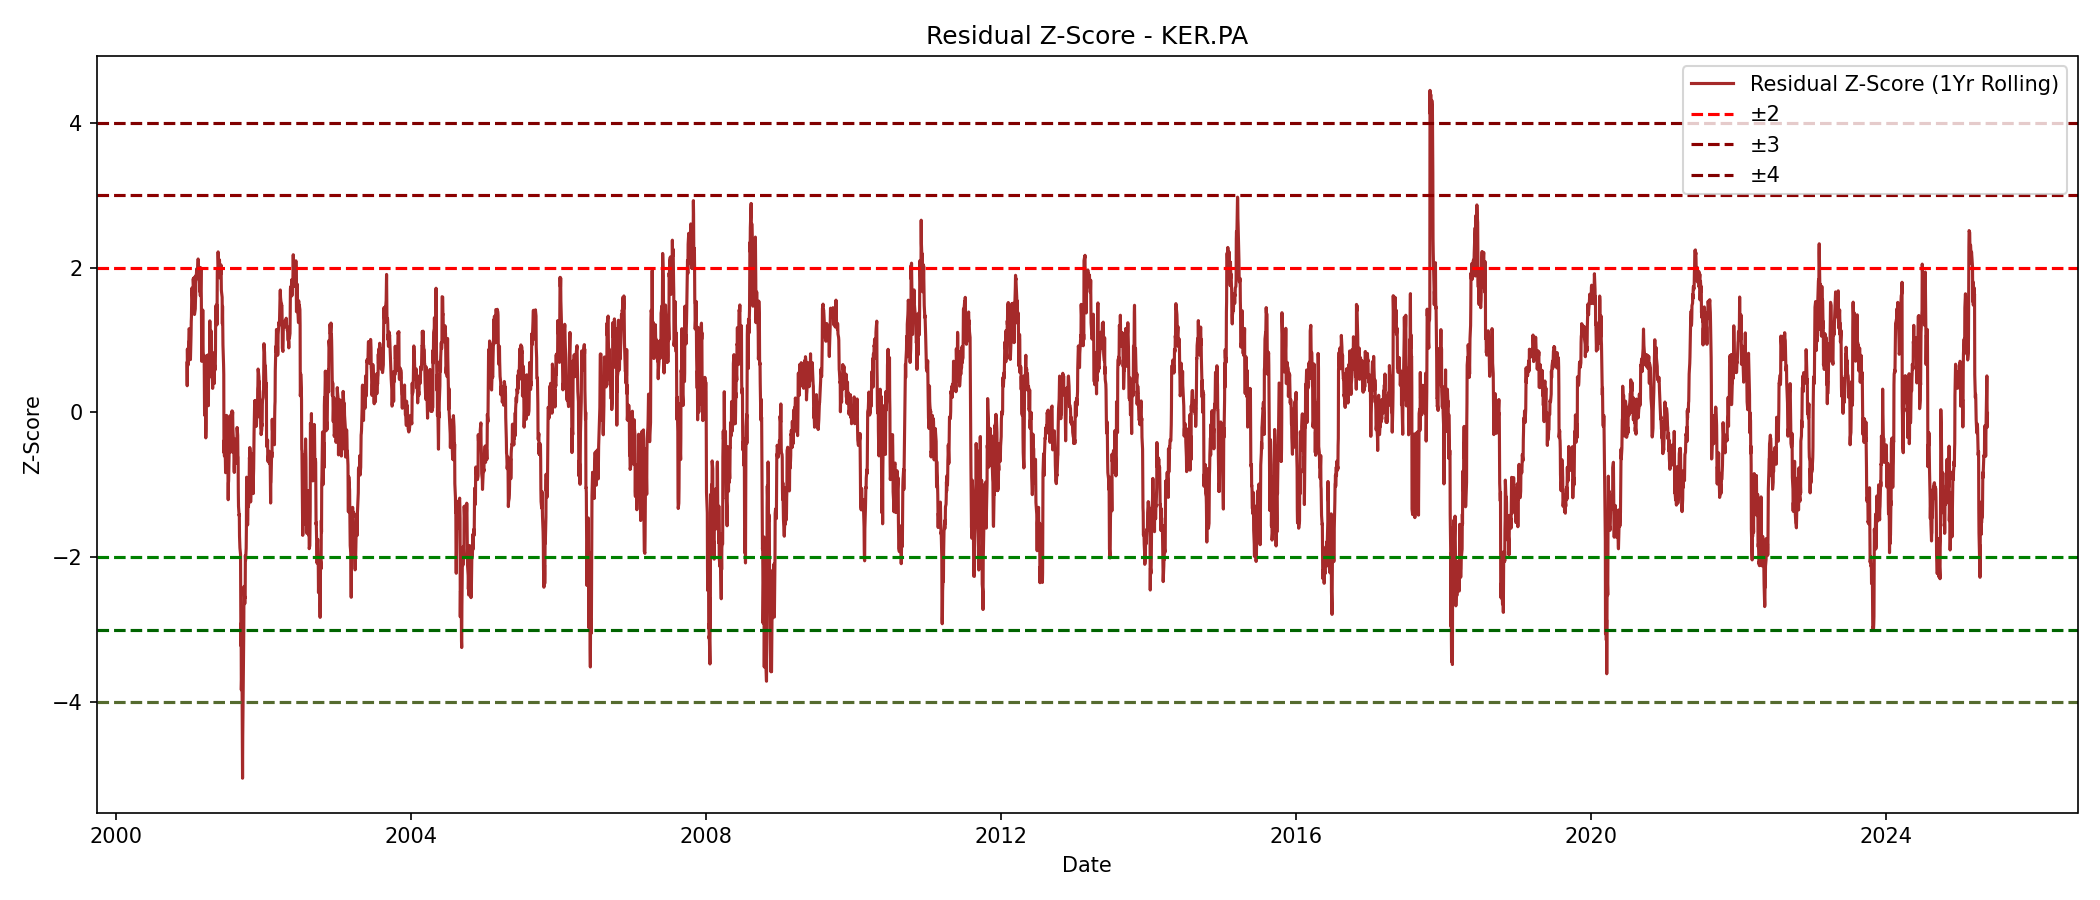 Residual Z-Score - KER.PA
Residual Z-Score (1Yr Rolling)
±2
±3
±4
Z-Score
4
2
0
−2
−4
2000 2004 2008 2012 2016 2020 2024
Date